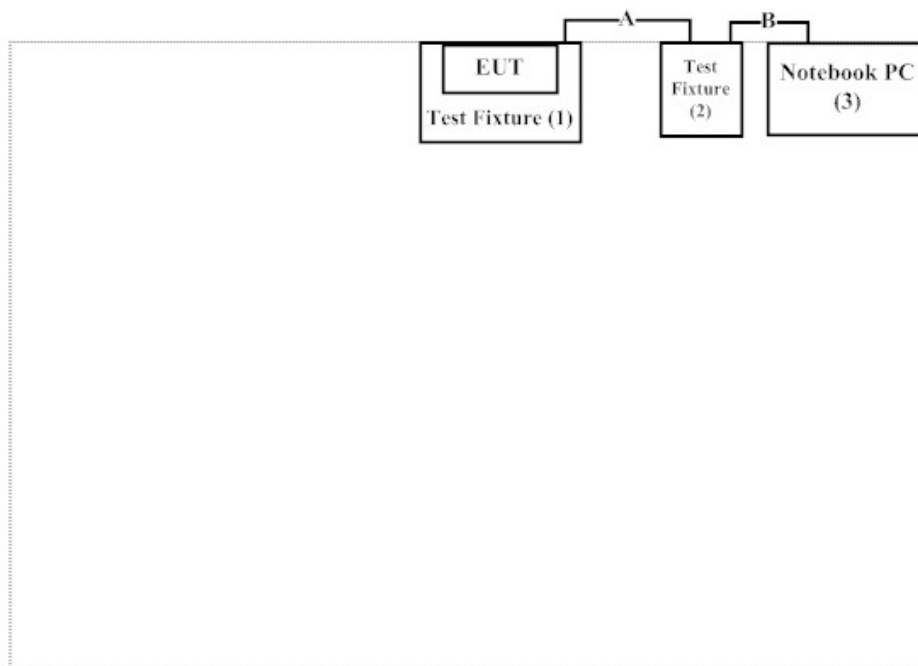 A
B
EUT
Test Fixture (1)
Test
Fixture
(2)
Notebook PC
(3)